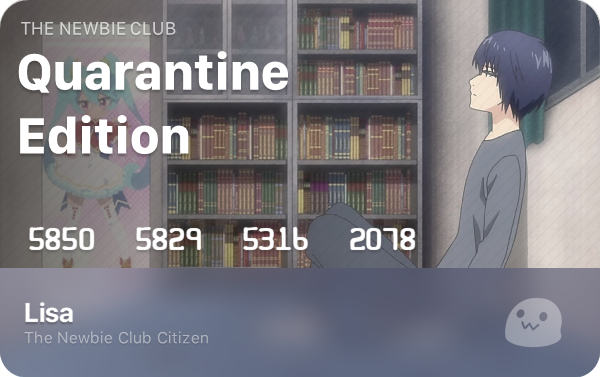 THE NEWBIE CLUB
Quarantine
Edition
5850 5829 5316 2078
Lisa
The Newbie Club Citizen